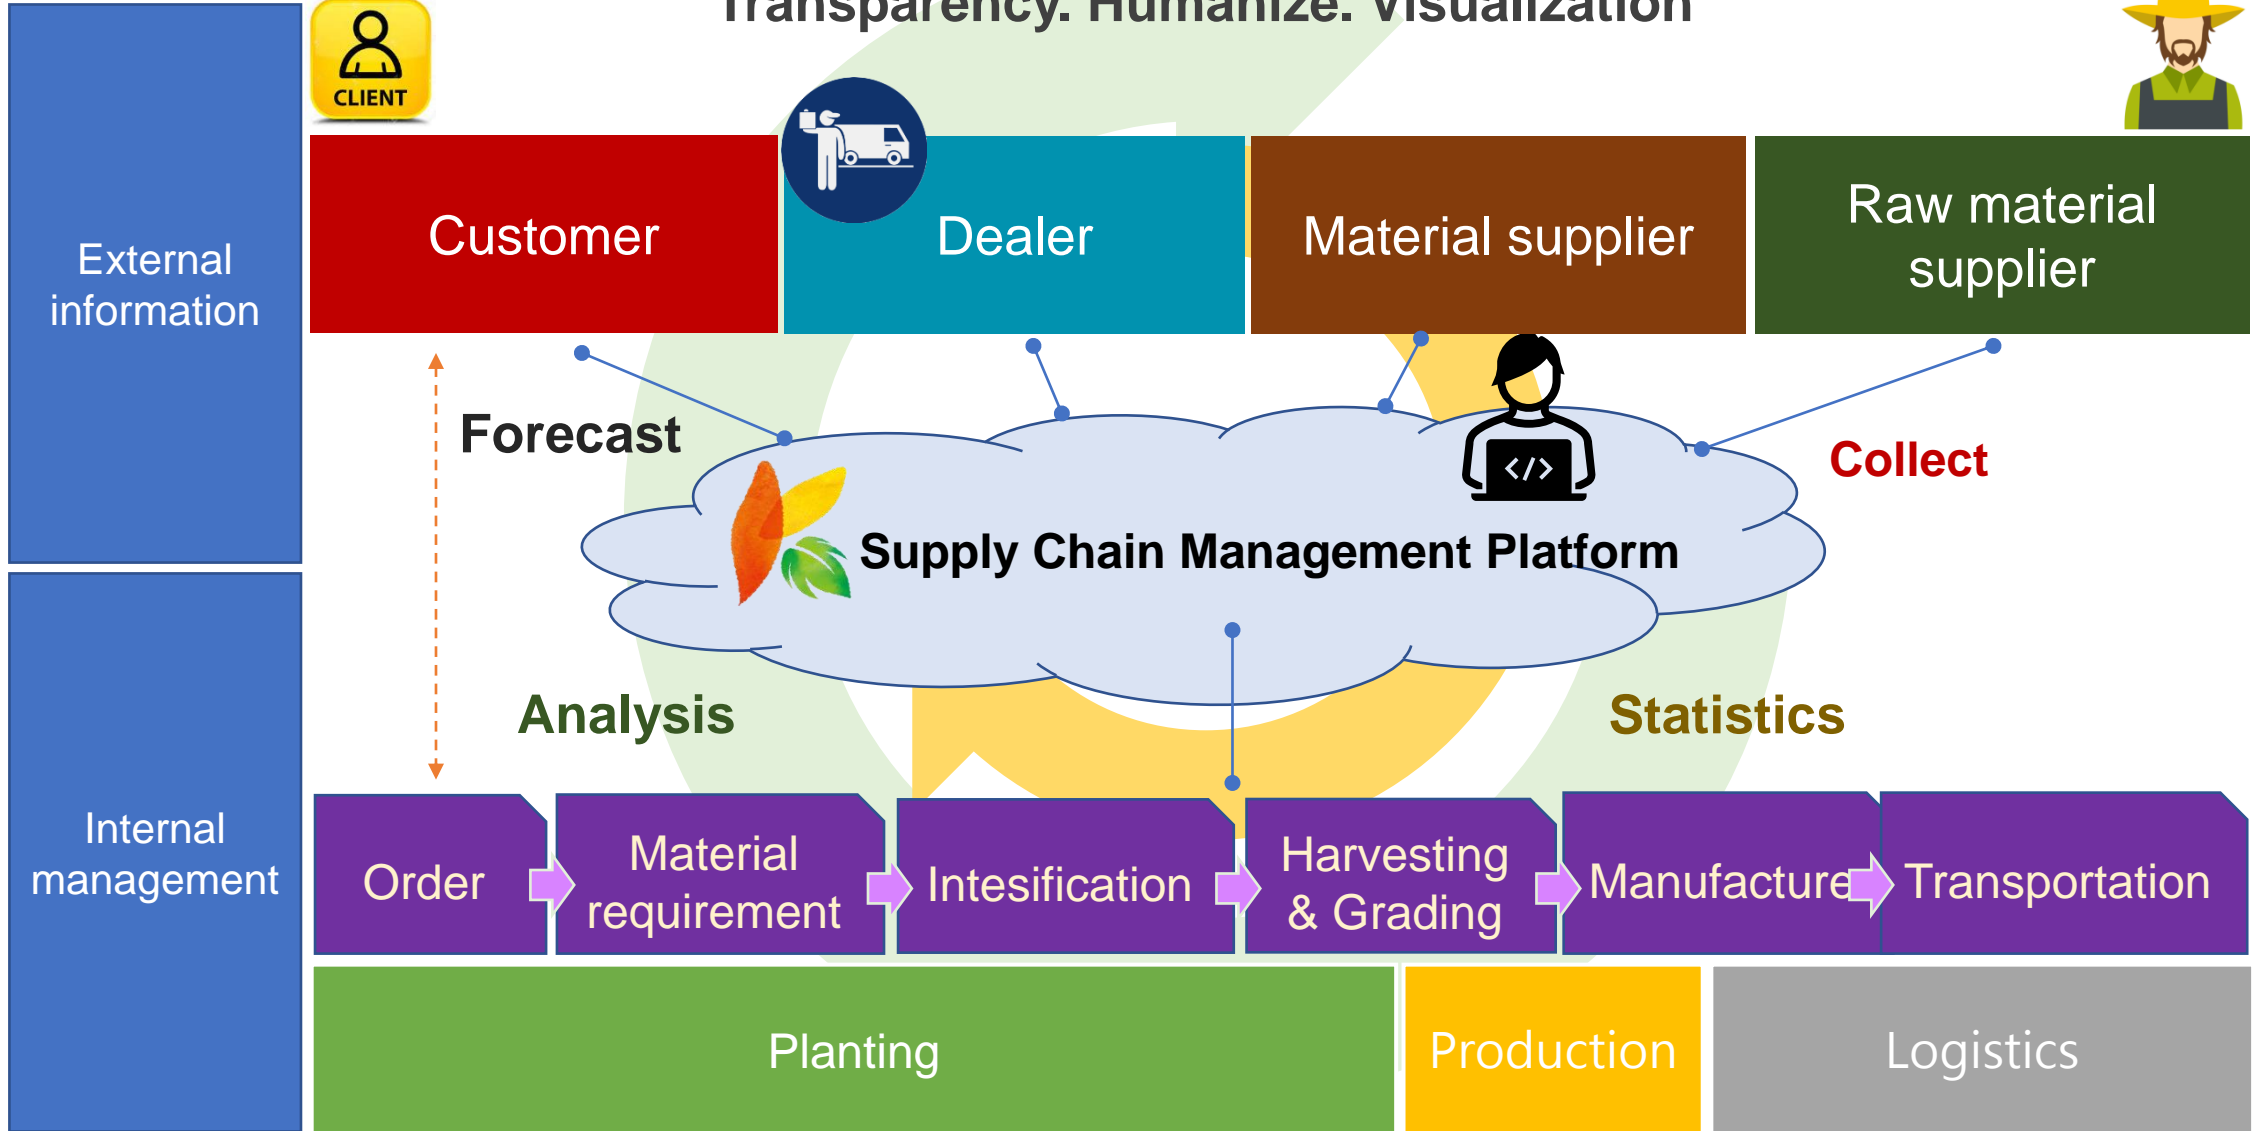 Transparency. Humanize. Visualization
CLIENT
External
information
Customer
Dealer
Material supplier
Raw material
supplier
Forecast
</>
Collect
Supply Chain Management Platform
Analysis
Statistics
Internal
management
Order
Material
requirement
Intesification
Harvesting
& Grading
Manufacture
Transportation
Planting
Production
Logistics